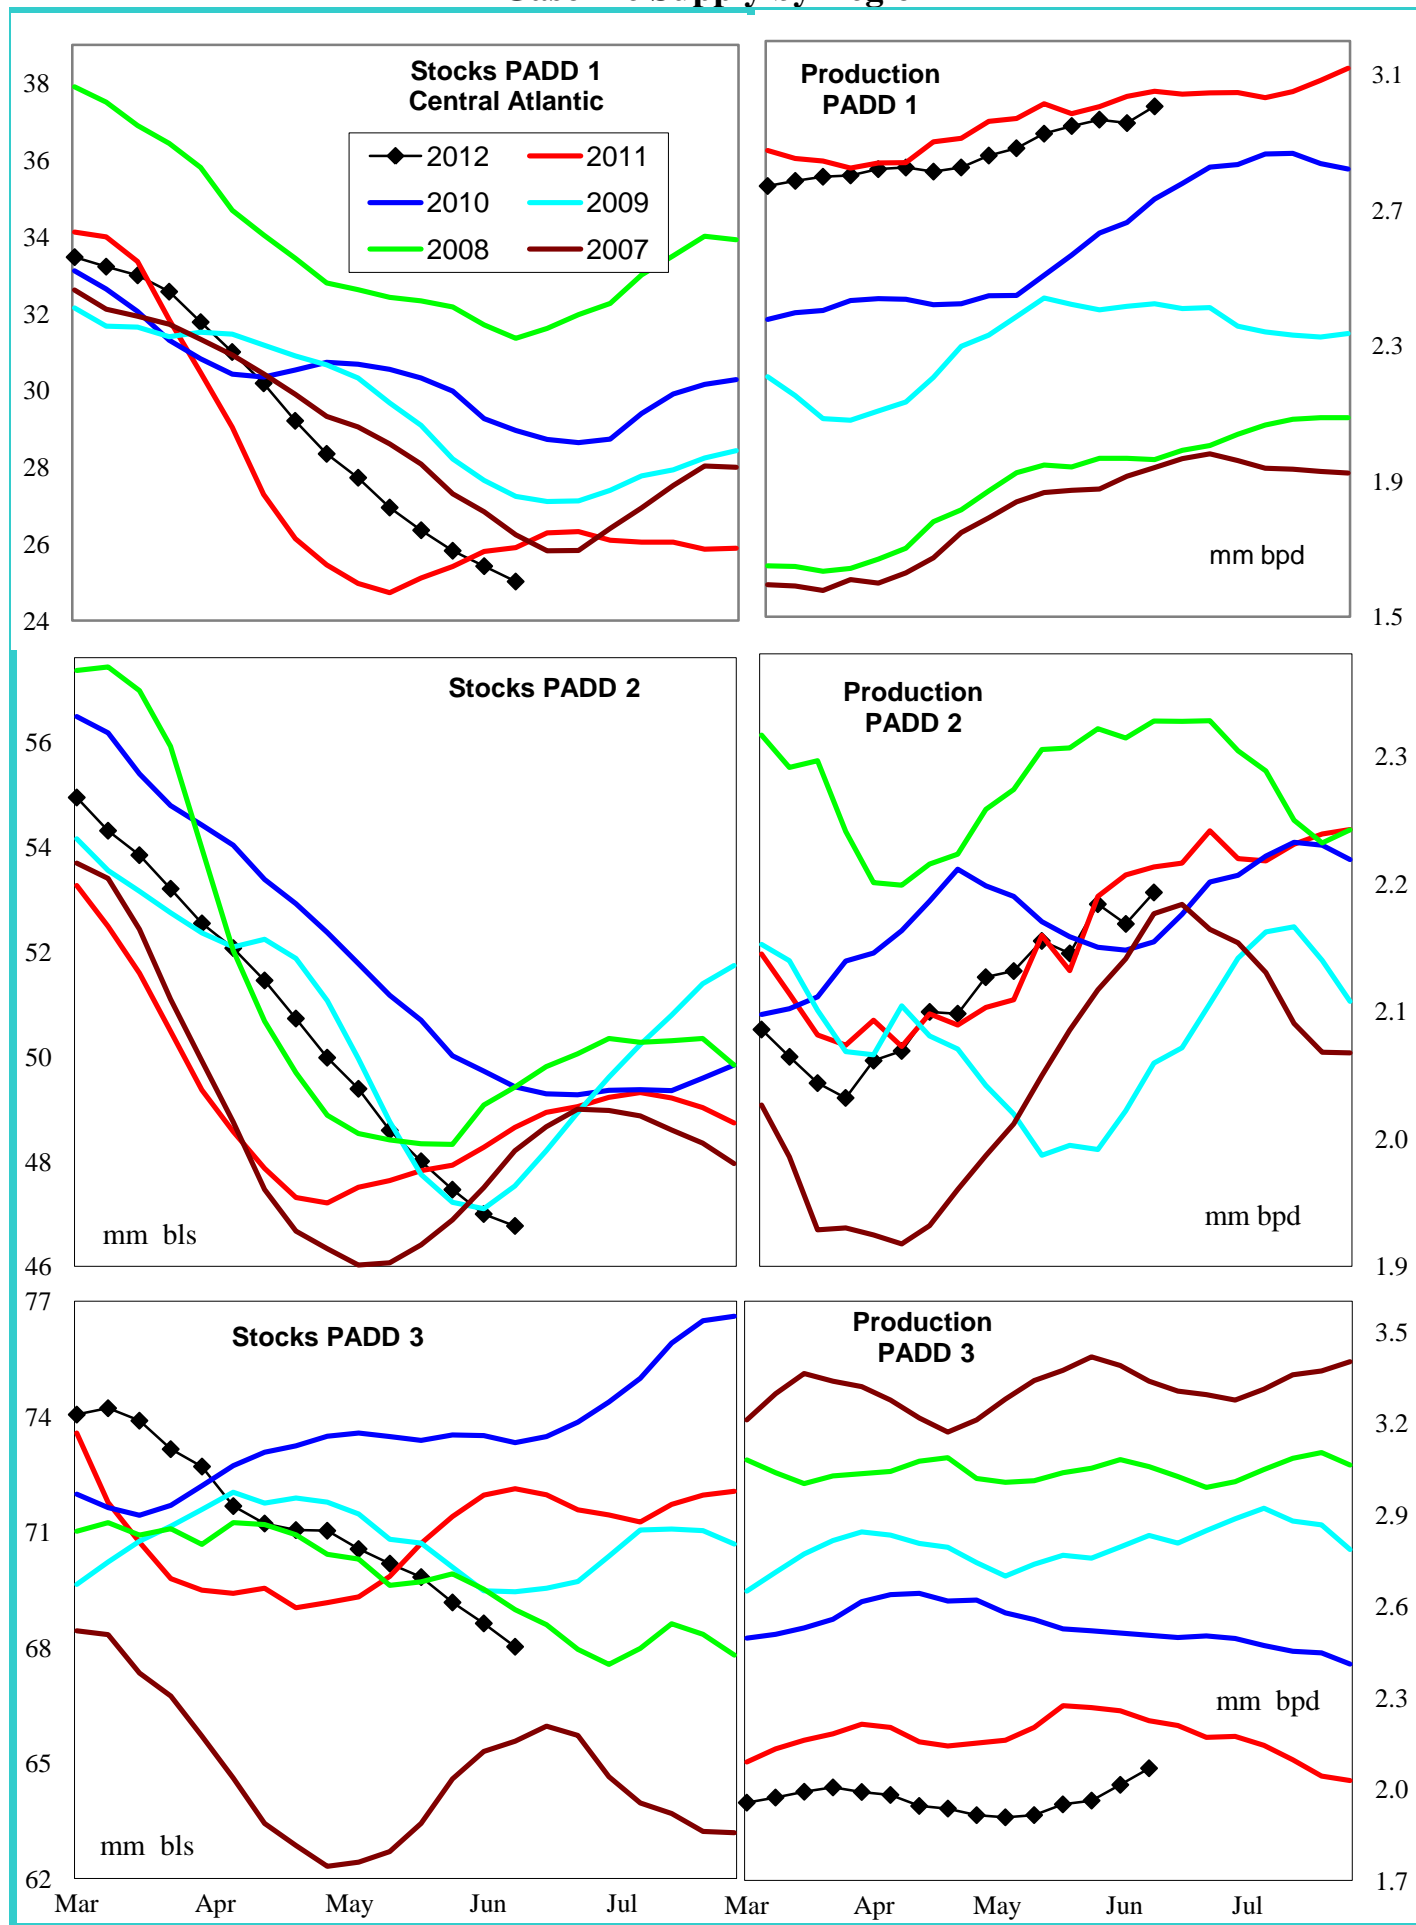 Stocks PADD 1
Central Atlantic
2012 2011
2010 2009
2008 2007
38
36
34
32
30
28
26
24
Production
PADD 1
mm bpd
3.1
2.7
2.3
1.9
1.5
Stocks PADD 2
mm bls
56
54
52
50
48
46
Production
PADD 2
mm bpd
2.3
2.2
2.1
2.0
1.9
Stocks PADD 3
mm bls
77
74
71
68
65
62
Mar Apr May Jun Jul
Production
PADD 3
mm bpd
3.5
3.2
2.9
2.6
2.3
2.0
1.7
Mar Apr May Jun Jul